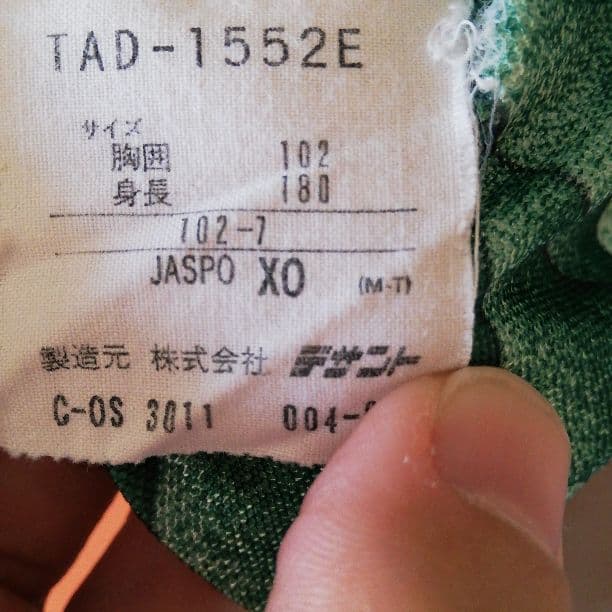 TAD-1552E
サイズ
胸囲 102
身長 180
102-7
JASPO XO (M-T)
製造元 株式会社 デサント
C-OS 3011 004-